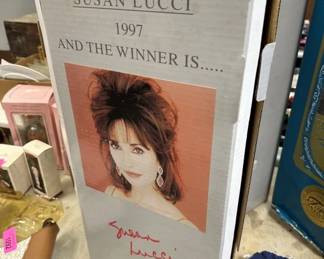 SUSAN LUCCI
1997
AND THE WINNER IS.....
Susan
Lucci